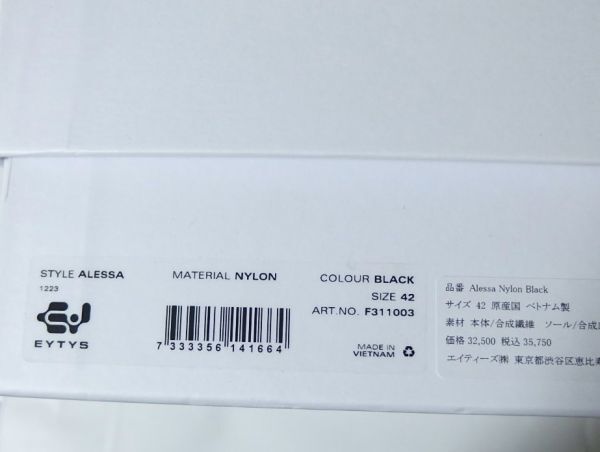 STYLE ALESSA
1223
EYTYS
MATERIAL NYLON
7 333356 141664
COLOUR BLACK
SIZE 42
ART.NO. F311003
MADE IN
VIETNAM
品番 Alessa Nylon Black
サイズ 42 原産国 ベトナム製
素材 本体/合成繊維 ソール/合成
価格 32,500 税込 35,750
エイティーズ㈱ 東京都渋谷区恵比寿